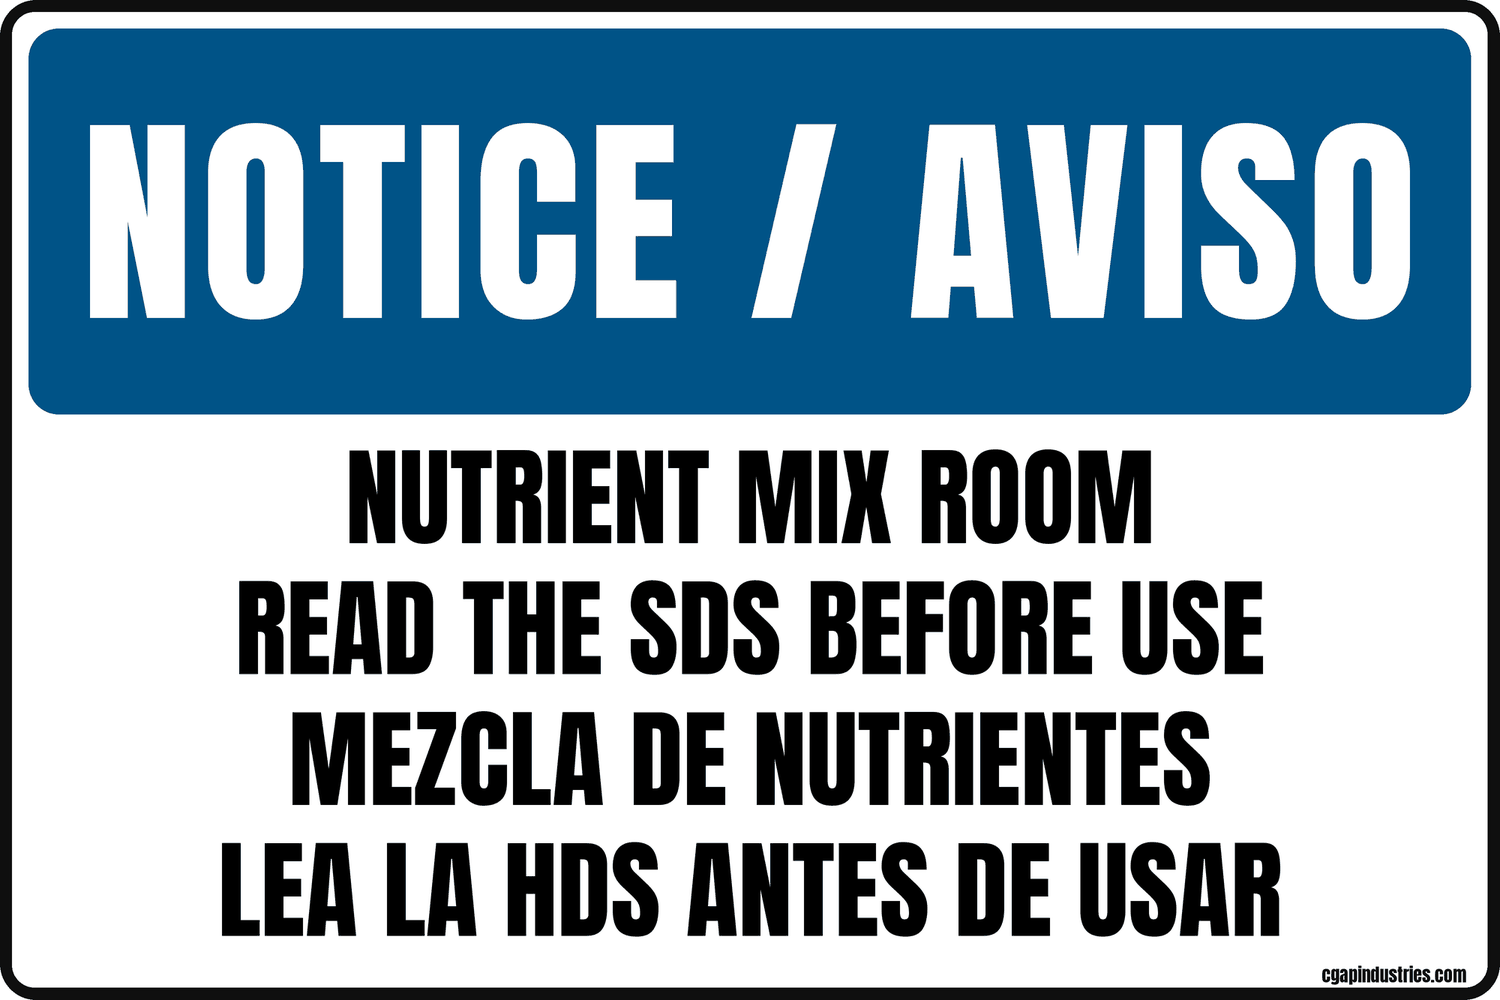 NOTICE / AVISO
NUTRIENT MIX ROOM
READ THE SDS BEFORE USE
MEZCLA DE NUTRIENTES
LEA LA HDS ANTES DE USAR
cgapindustries.com